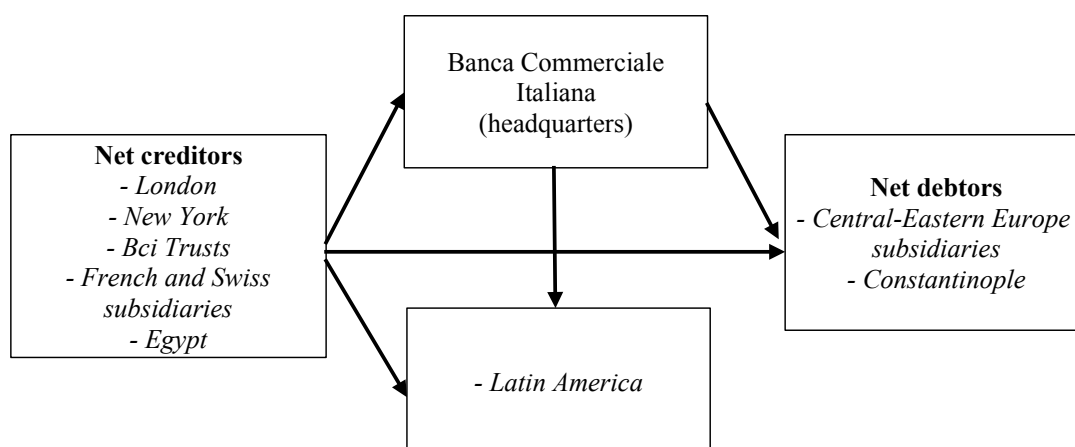 Banca Commerciale
Italiana
(headquarters)
Net creditors
- London
- New York
- Bci Trusts
- French and Swiss
subsidiaries
- Egypt
Net debtors
- Central-Eastern Europe
subsidiaries
- Constantinople
- Latin America